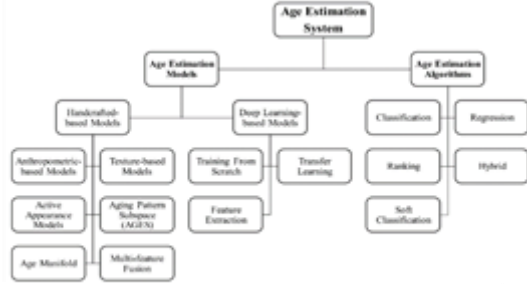 Age Estimation
System
Age Estimation
Models
Age Estimation
Algorithms
Handcrafted-
based Models
Deep Learning-
based Models
Classification
Regression
Anthropometric-
based Models
Texture-based
Models
Training From
Scratch
Transfer
Learning
Ranking
Hybrid
Active
Appearance
Models
Aging Pattern
Subspace
(AGES)
Feature
Extraction
Soft
Classification
Age Manifold
Multi-feature
Fusion